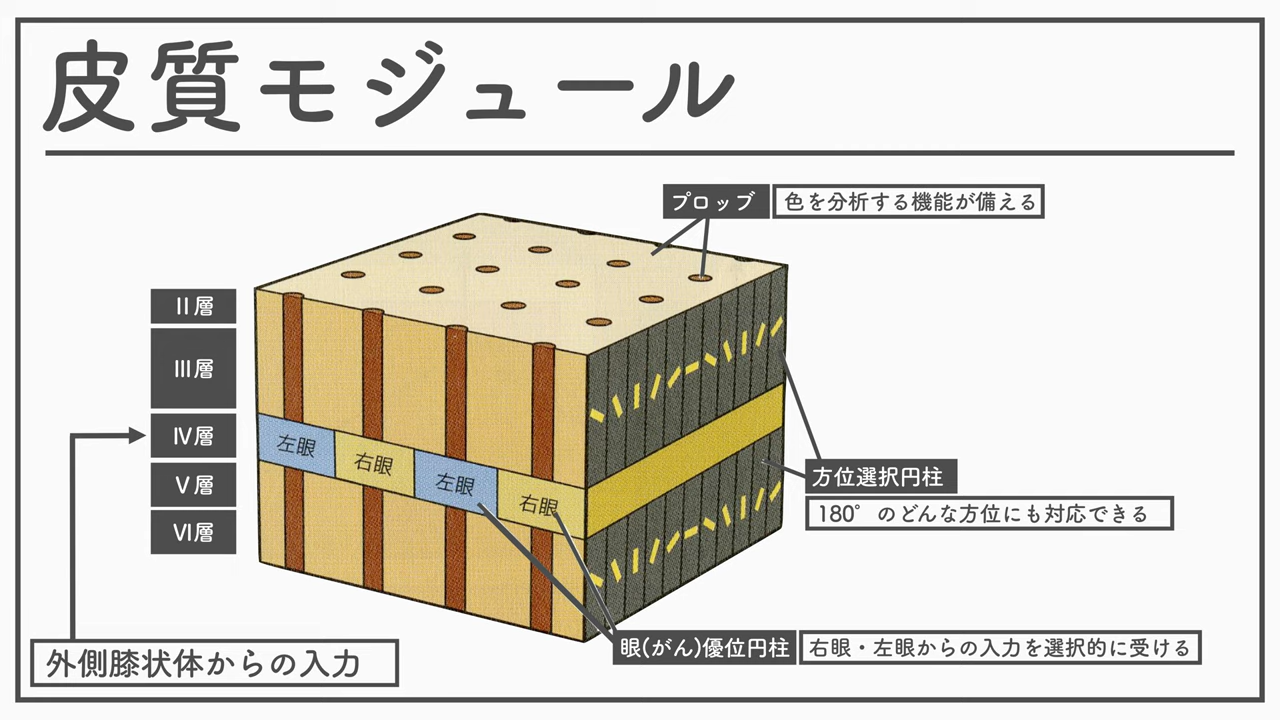 皮質モジュール
プロッブ
色を分析する機能が備える
II層
III層
IV層
V層
VI層
左眼
右眼
左眼
右眼
方位選択円柱
180°のどんな方位にも対応できる
眼(がん)優位円柱
右眼・左眼からの入力を選択的に受ける
外側膝状体からの入力